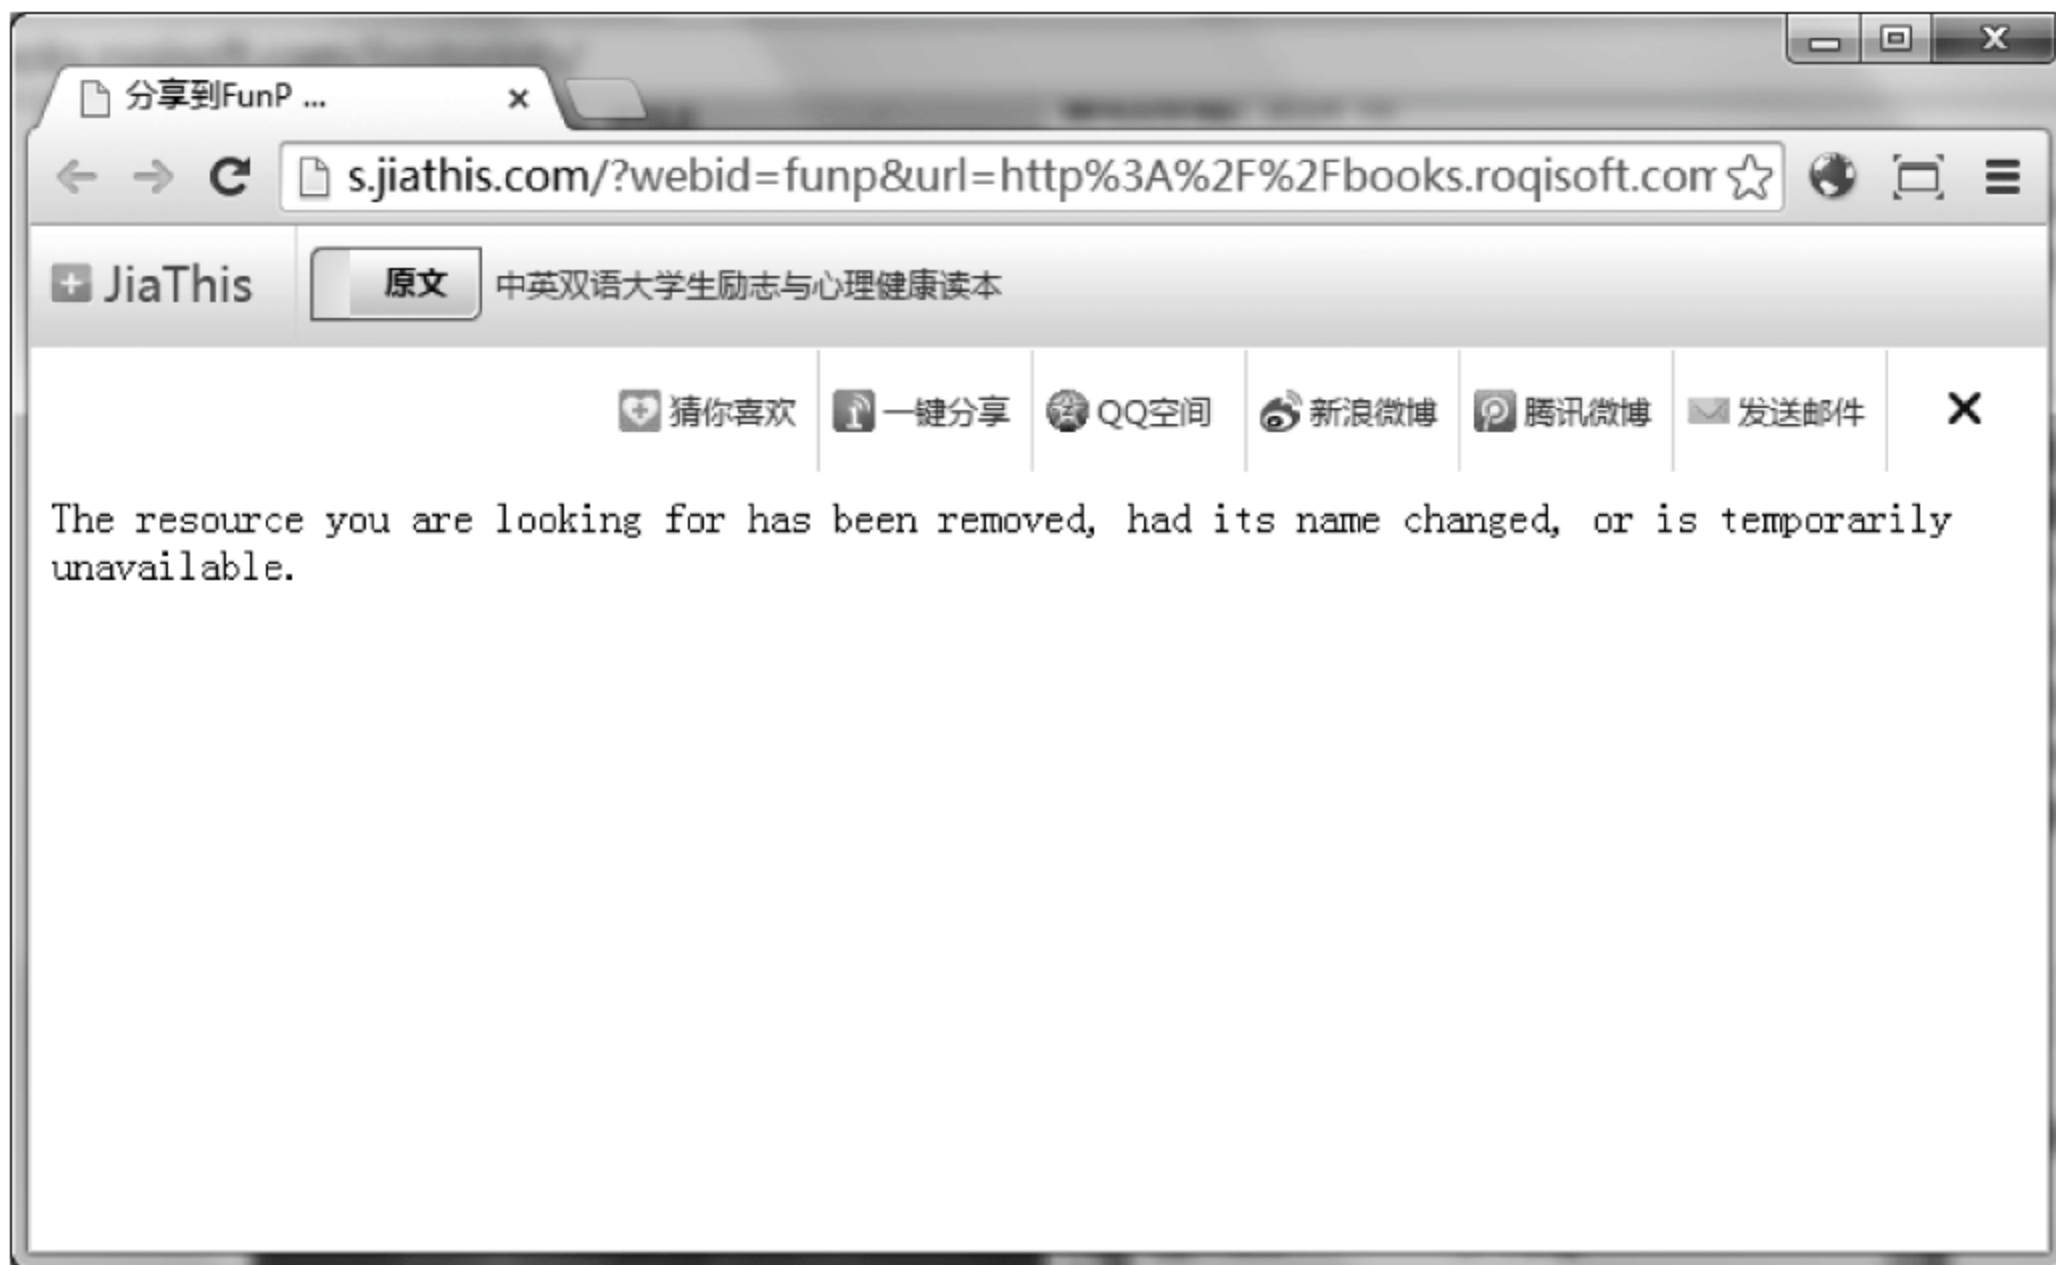 分享到FunP ...
s.jiathis.com/?webid=funp&url=http%3A%2F%2Fbooks.roqisoft.com
JiaThis 原文 中英双语大学生励志与心理健康读本
猜你喜欢 一键分享 QQ空间 新浪微博 腾讯微博 发送邮件
The resource you are looking for has been removed, had its name changed, or is temporarily
unavailable.